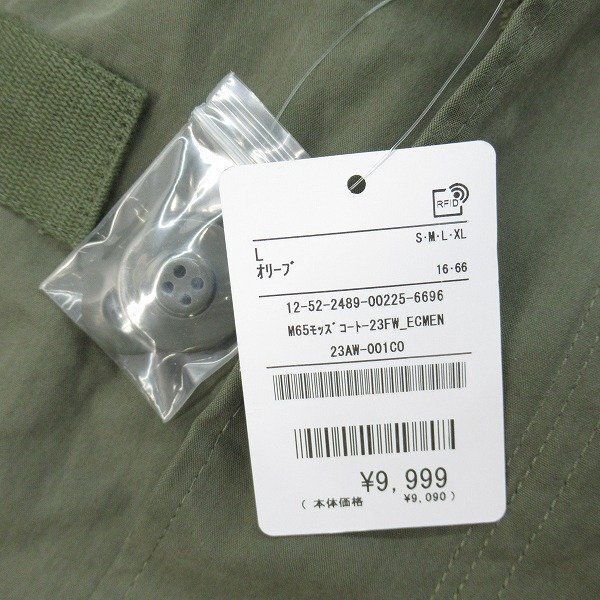 RFID
L
S・M・L・XL
オリーブ
16・66
12-52-2489-00225-6696
M65モッズコート-23FW_ECMEN
23AW-001CO
¥9,999
( 本体価格 ¥9,090 )